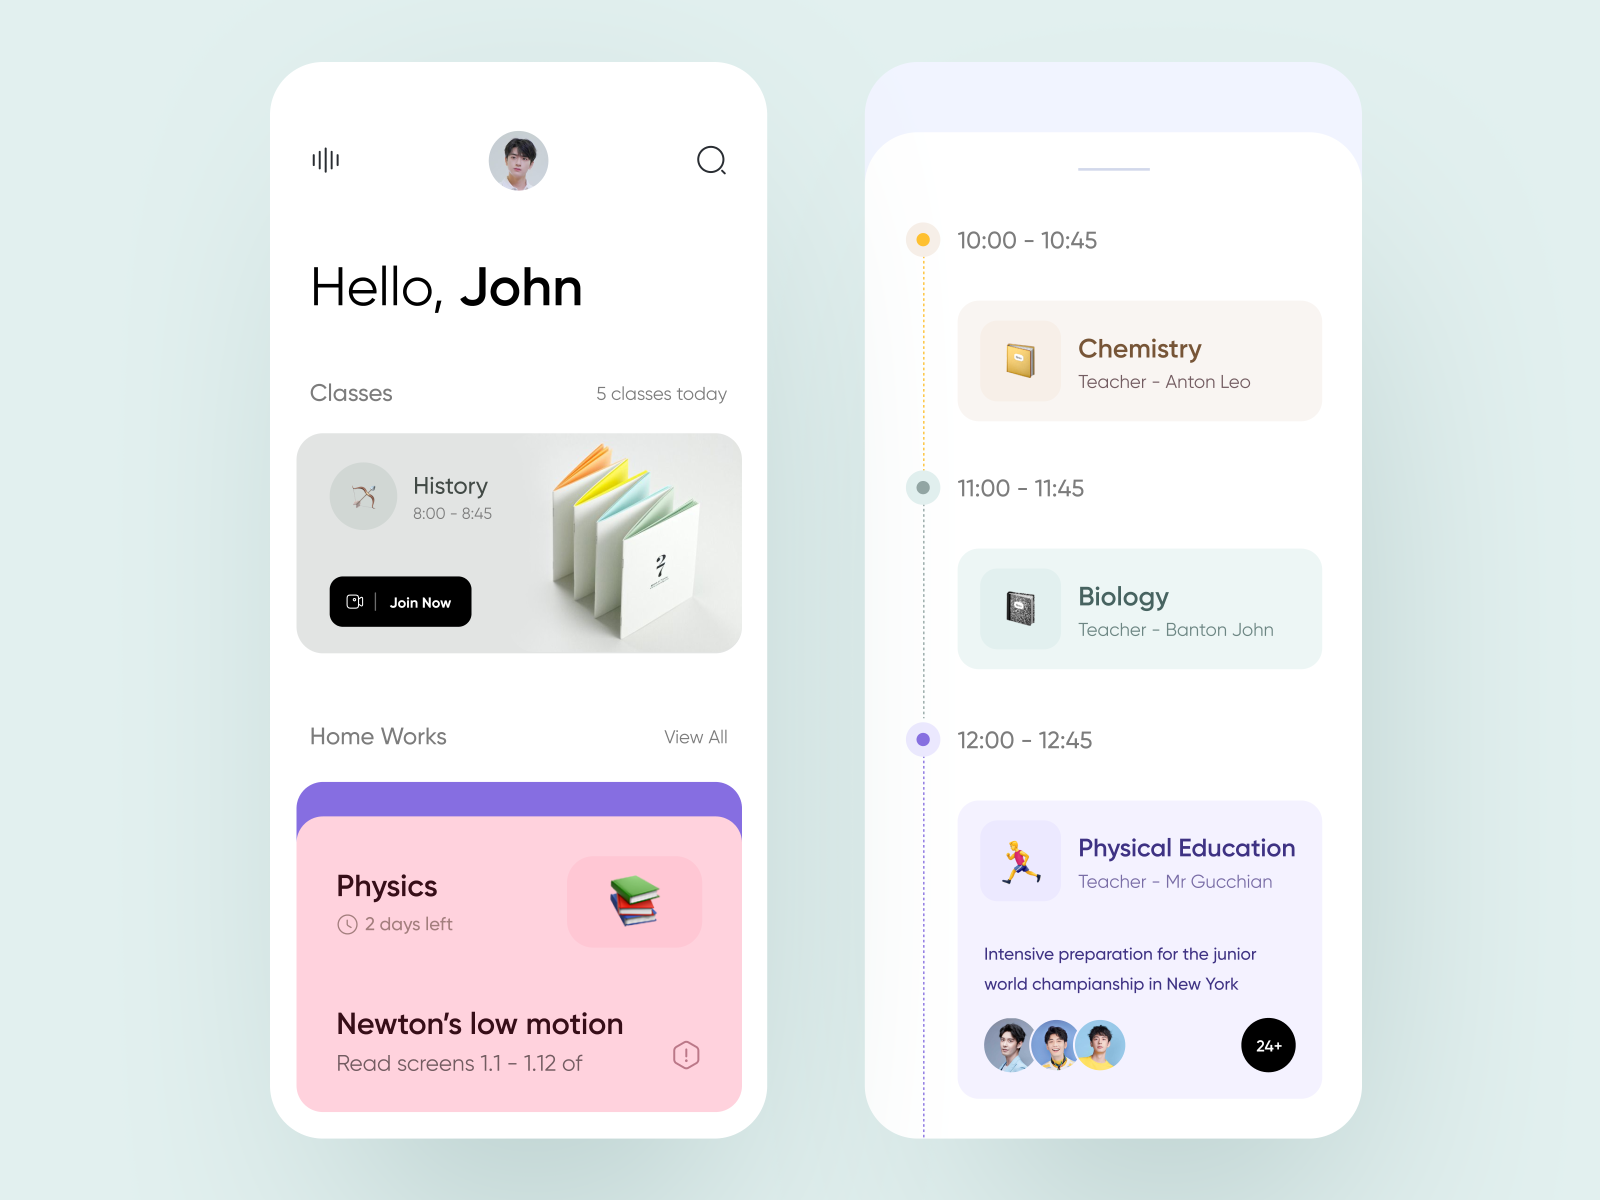 Hello, John
Classes
5 classes today
History
8:00 - 8:45
27
Join Now
Home Works
View All
Physics
2 days left
Newton’s low motion
Read screens 1.1 - 1.12 of
10:00 - 10:45
Chemistry
Teacher - Anton Leo
11:00 - 11:45
Biology
Teacher - Banton John
12:00 - 12:45
Physical Education
Teacher - Mr Gucchian
Intensive preparation for the junior
world champianship in New York
24+